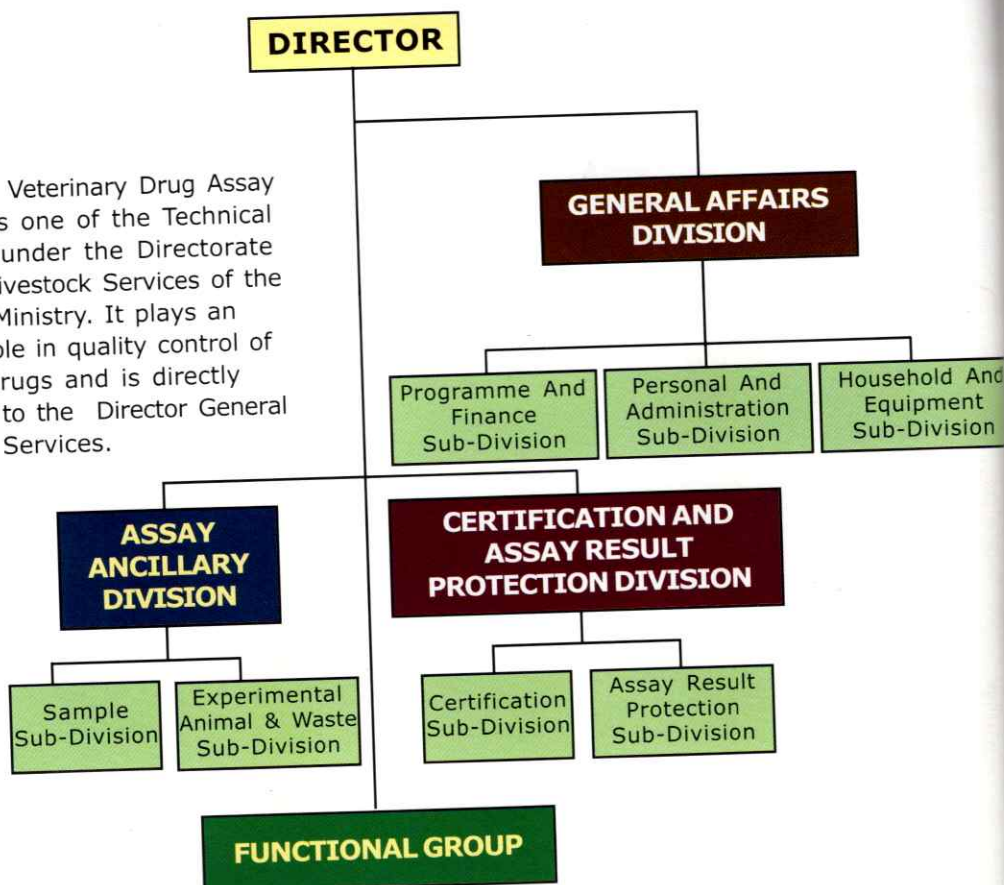 DIRECTOR
Veterinary Drug Assay
s one of the Technical
under the Directorate
ivestock Services of the
Ministry. It plays an
ole in quality control of
rugs and is directly
to the Director General
Services.
GENERAL AFFAIRS
DIVISION
Programme And
Finance
Sub-Division
Personal And
Administration
Sub-Division
Household And
Equipment
Sub-Division
ASSAY
ANCILLARY
DIVISION
CERTIFICATION AND
ASSAY RESULT
PROTECTION DIVISION
Sample
Sub-Division
Experimental
Animal & Waste
Sub-Division
Certification
Sub-Division
Assay Result
Protection
Sub-Division
FUNCTIONAL GROUP